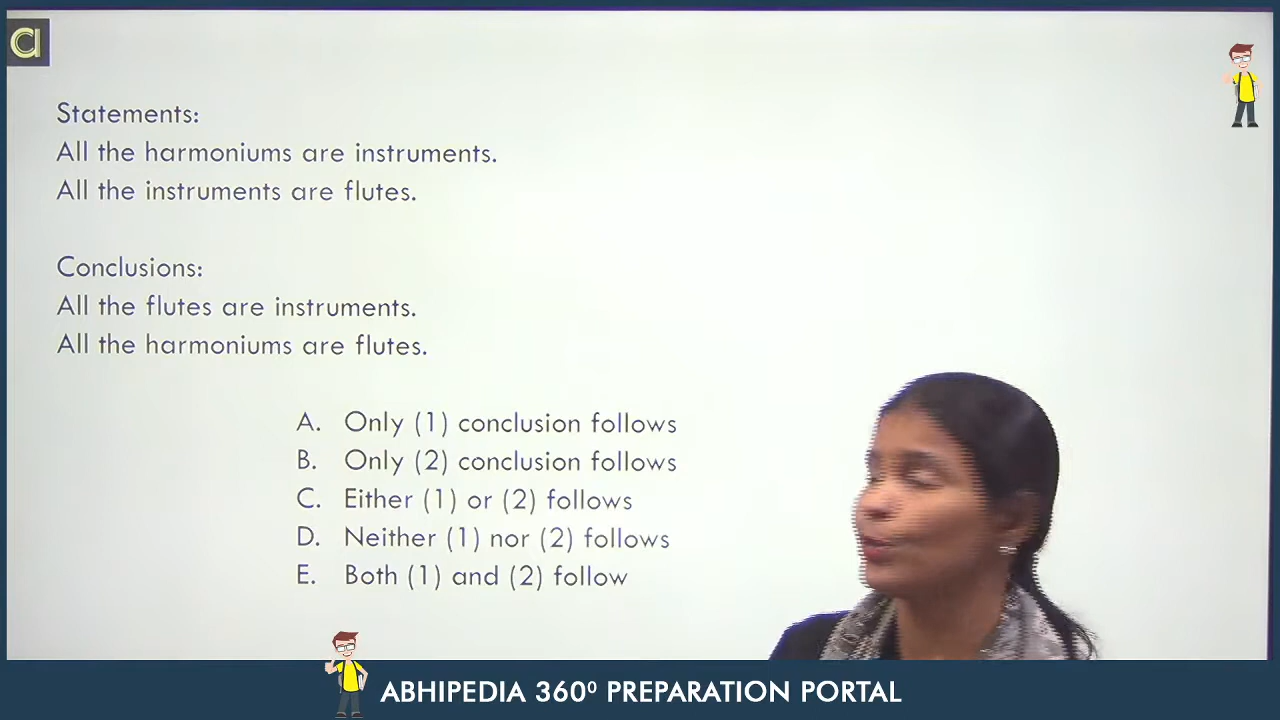 a
Statements:
All the harmoniums are instruments.
All the instruments are flutes.
Conclusions:
All the flutes are instruments.
All the harmoniums are flutes.
A. Only (1) conclusion follows
B. Only (2) conclusion follows
C. Either (1) or (2) follows
D. Neither (1) nor (2) follows
E. Both (1) and (2) follow
ABHIPEDIA 360⁰ PREPARATION PORTAL